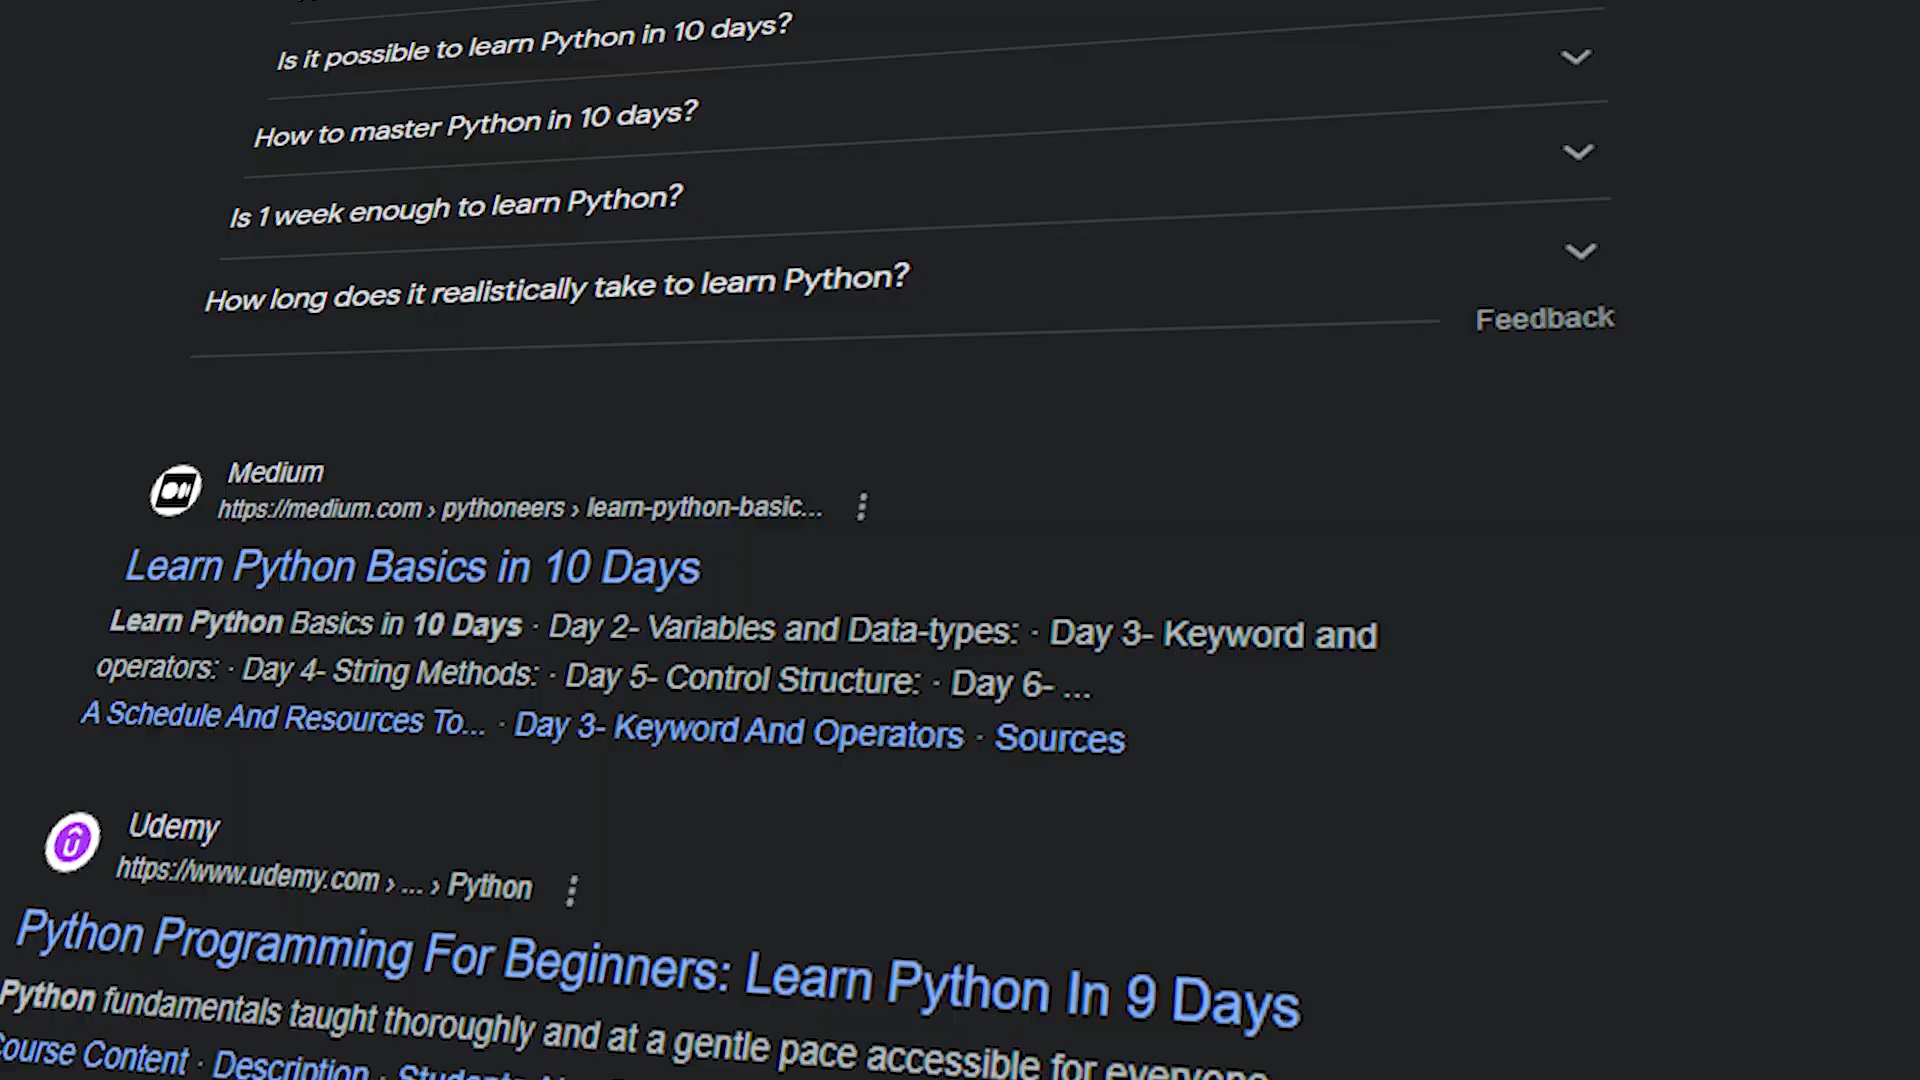 Is it possible to learn Python in 10 days?
How to master Python in 10 days?
Is 1 week enough to learn Python?
How long does it realistically take to learn Python?
Feedback
Medium
https://medium.com › pythoneers › learn-python-basic...
Learn Python Basics in 10 Days
Learn Python Basics in 10 Days · Day 2- Variables and Data-types: · Day 3- Keyword and
operators: · Day 4- String Methods: · Day 5- Control Structure: · Day 6- ...
A Schedule And Resources To... · Day 3- Keyword And Operators · Sources
Udemy
https://www.udemy.com › ... › Python
Python Programming For Beginners: Learn Python In 9 Days
Python fundamentals taught thoroughly and at a gentle pace accessible for everyone
Course Content · Description ·